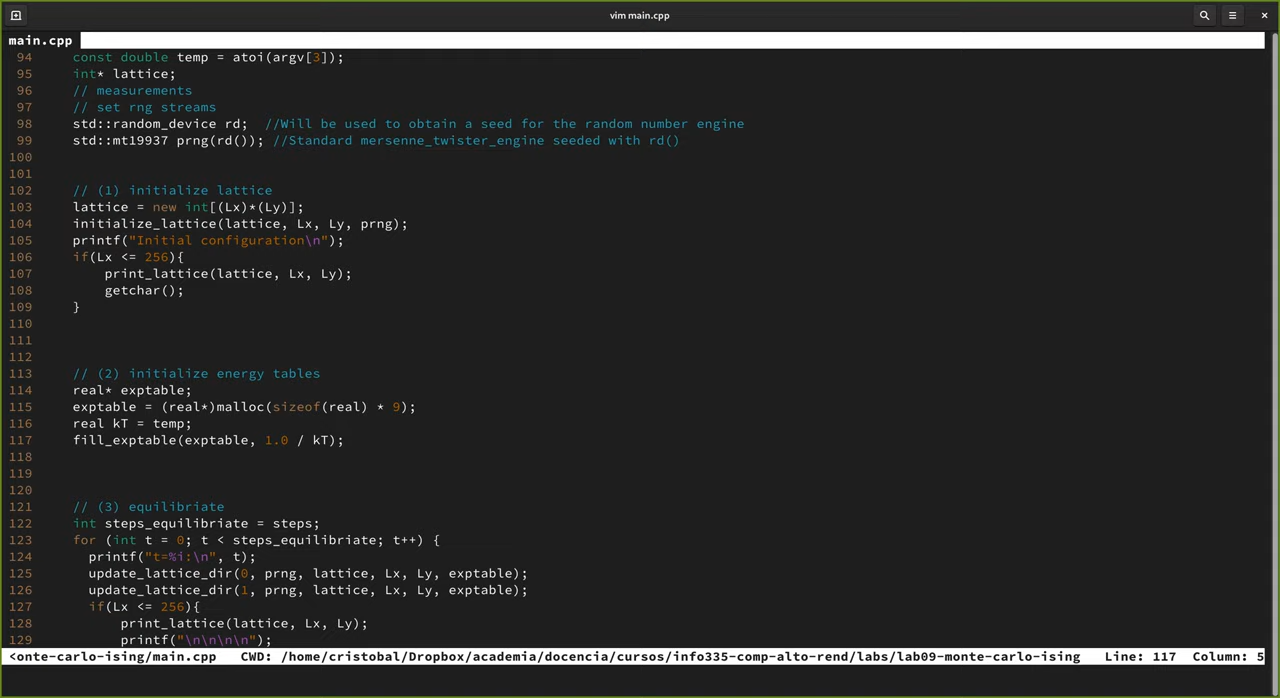 vim main.cpp
main.cpp
94     const double temp = atoi(argv[3]);
95     int* lattice;
96     // measurements
97     // set rng streams
98     std::random_device rd;  //Will be used to obtain a seed for the random number engine
99     std::mt19937 prng(rd()); //Standard mersenne_twister_engine seeded with rd()
100
101
102     // (1) initialize lattice
103     lattice = new int[(Lx)*(Ly)];
104     initialize_lattice(lattice, Lx, Ly, prng);
105     printf("Initial configuration\n");
106     if(Lx <= 256){
107         print_lattice(lattice, Lx, Ly);
108         getchar();
109     }
110
111
112
113     // (2) initialize energy tables
114     real* exptable;
115     exptable = (real*)malloc(sizeof(real) * 9);
116     real kT = temp;
117     fill_exptable(exptable, 1.0 / kT);
118
119
120
121     // (3) equilibriate
122     int steps_equilibriate = steps;
123     for (int t = 0; t < steps_equilibriate; t++) {
124       printf("t=%i:\n", t);
125       update_lattice_dir(0, prng, lattice, Lx, Ly, exptable);
126       update_lattice_dir(1, prng, lattice, Lx, Ly, exptable);
127       if(Lx <= 256){
128           print_lattice(lattice, Lx, Ly);
129           printf("\n\n\n\n");
<onte-carlo-ising/main.cpp   CWD: /home/cristobal/Dropbox/academia/docencia/cursos/info335-comp-alto-rend/labs/lab09-monte-carlo-ising   Line: 117  Column: 5